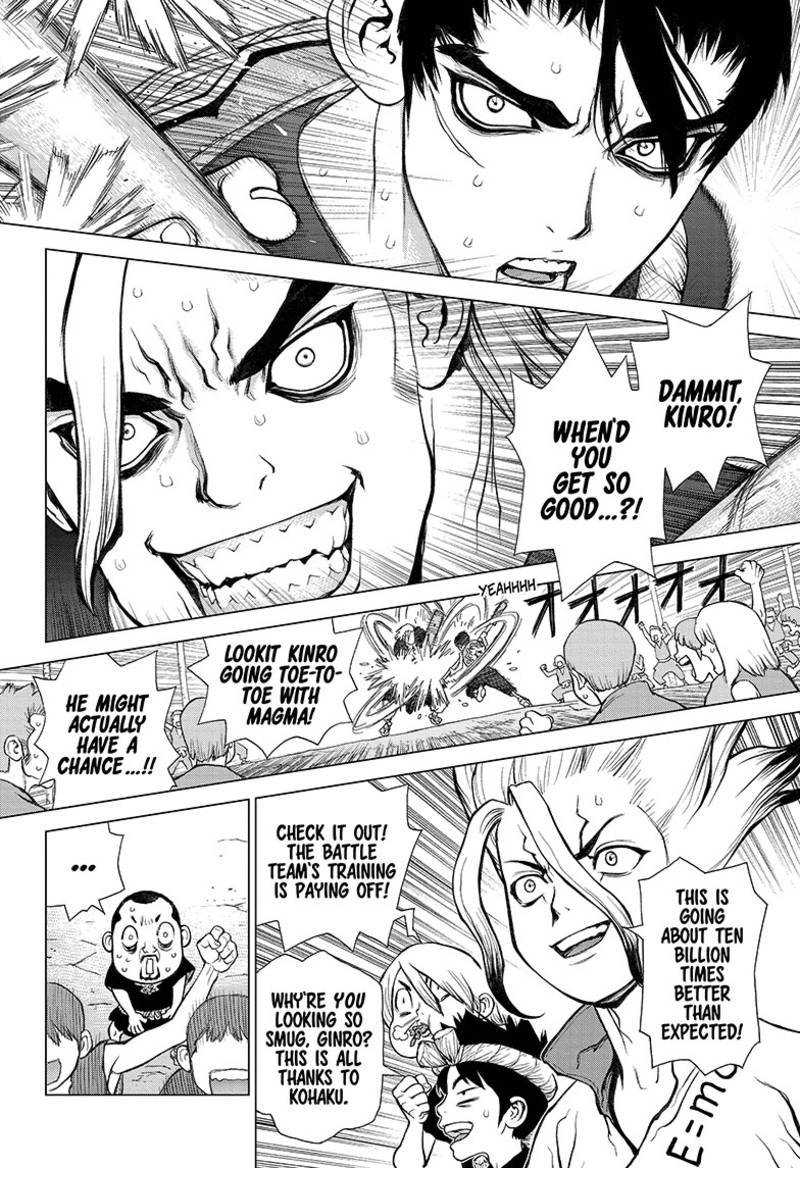 DAMMIT,
KINRO!
WHEN'D
YOU
GET SO
GOOD...?!
YEAHHHH
オオオオ
LOOKIT KINRO
GOING TOE-TO-
TOE WITH
MAGMA!
HE MIGHT
ACTUALLY
HAVE A
CHANCE...!!
THIS IS
GOING
ABOUT TEN
BILLION
TIMES
BETTER
THAN
EXPECTED!
CHECK IT OUT!
THE BATTLE
TEAM'S TRAINING
IS PAYING OFF!
WHY'RE YOU
LOOKING SO
SMUG, GINRO?
THIS IS ALL
THANKS TO
KOHAKU.
E=mc
...